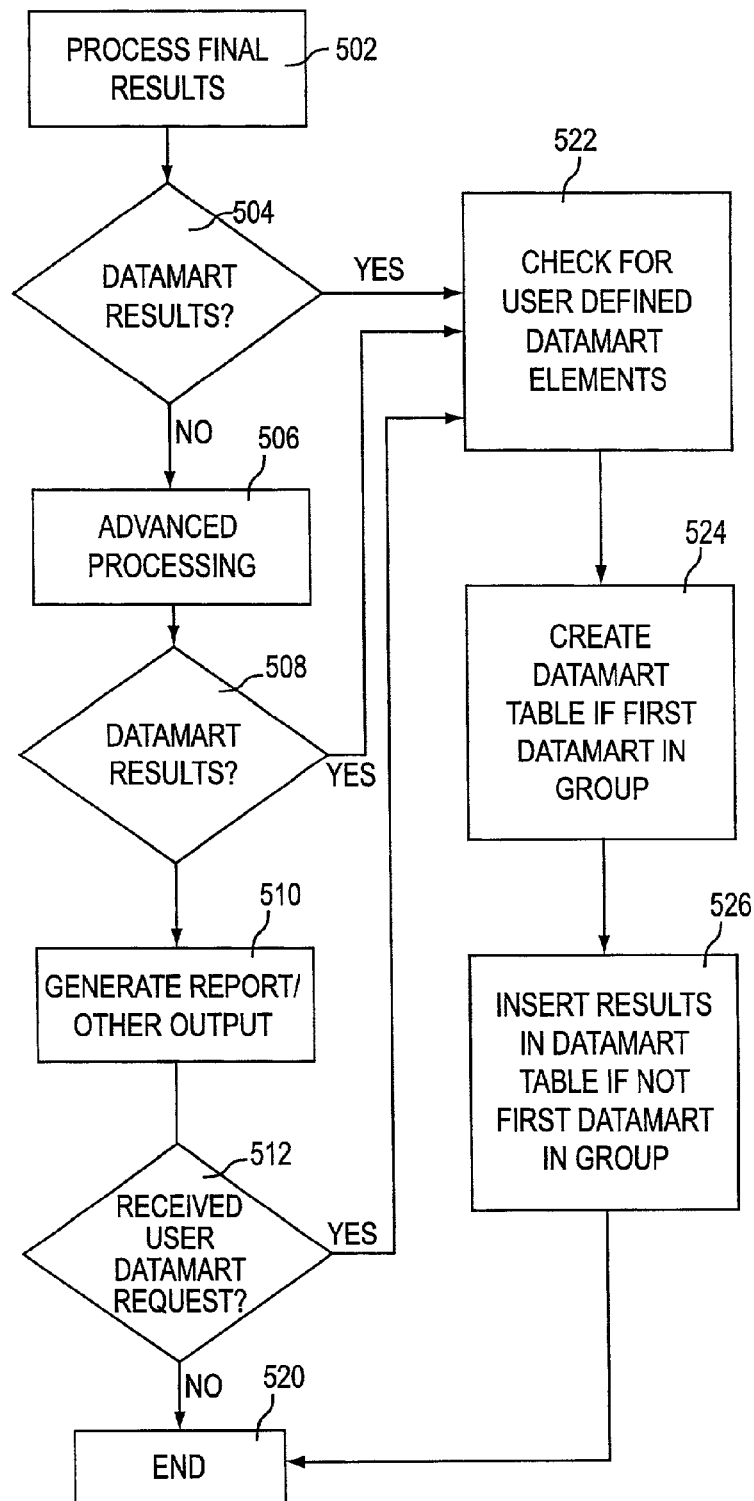 PROCESS FINAL
RESULTS
502
504
DATAMART
RESULTS?
YES
NO
506
ADVANCED
PROCESSING
508
DATAMART
RESULTS?
YES
510
GENERATE REPORT/
OTHER OUTPUT
512
RECEIVED
USER
DATAMART
REQUEST?
YES
NO
520
END
522
CHECK FOR
USER DEFINED
DATAMART
ELEMENTS
524
CREATE
DATAMART
TABLE IF FIRST
DATAMART IN
GROUP
526
INSERT RESULTS
IN DATAMART
TABLE IF NOT
FIRST DATAMART
IN GROUP